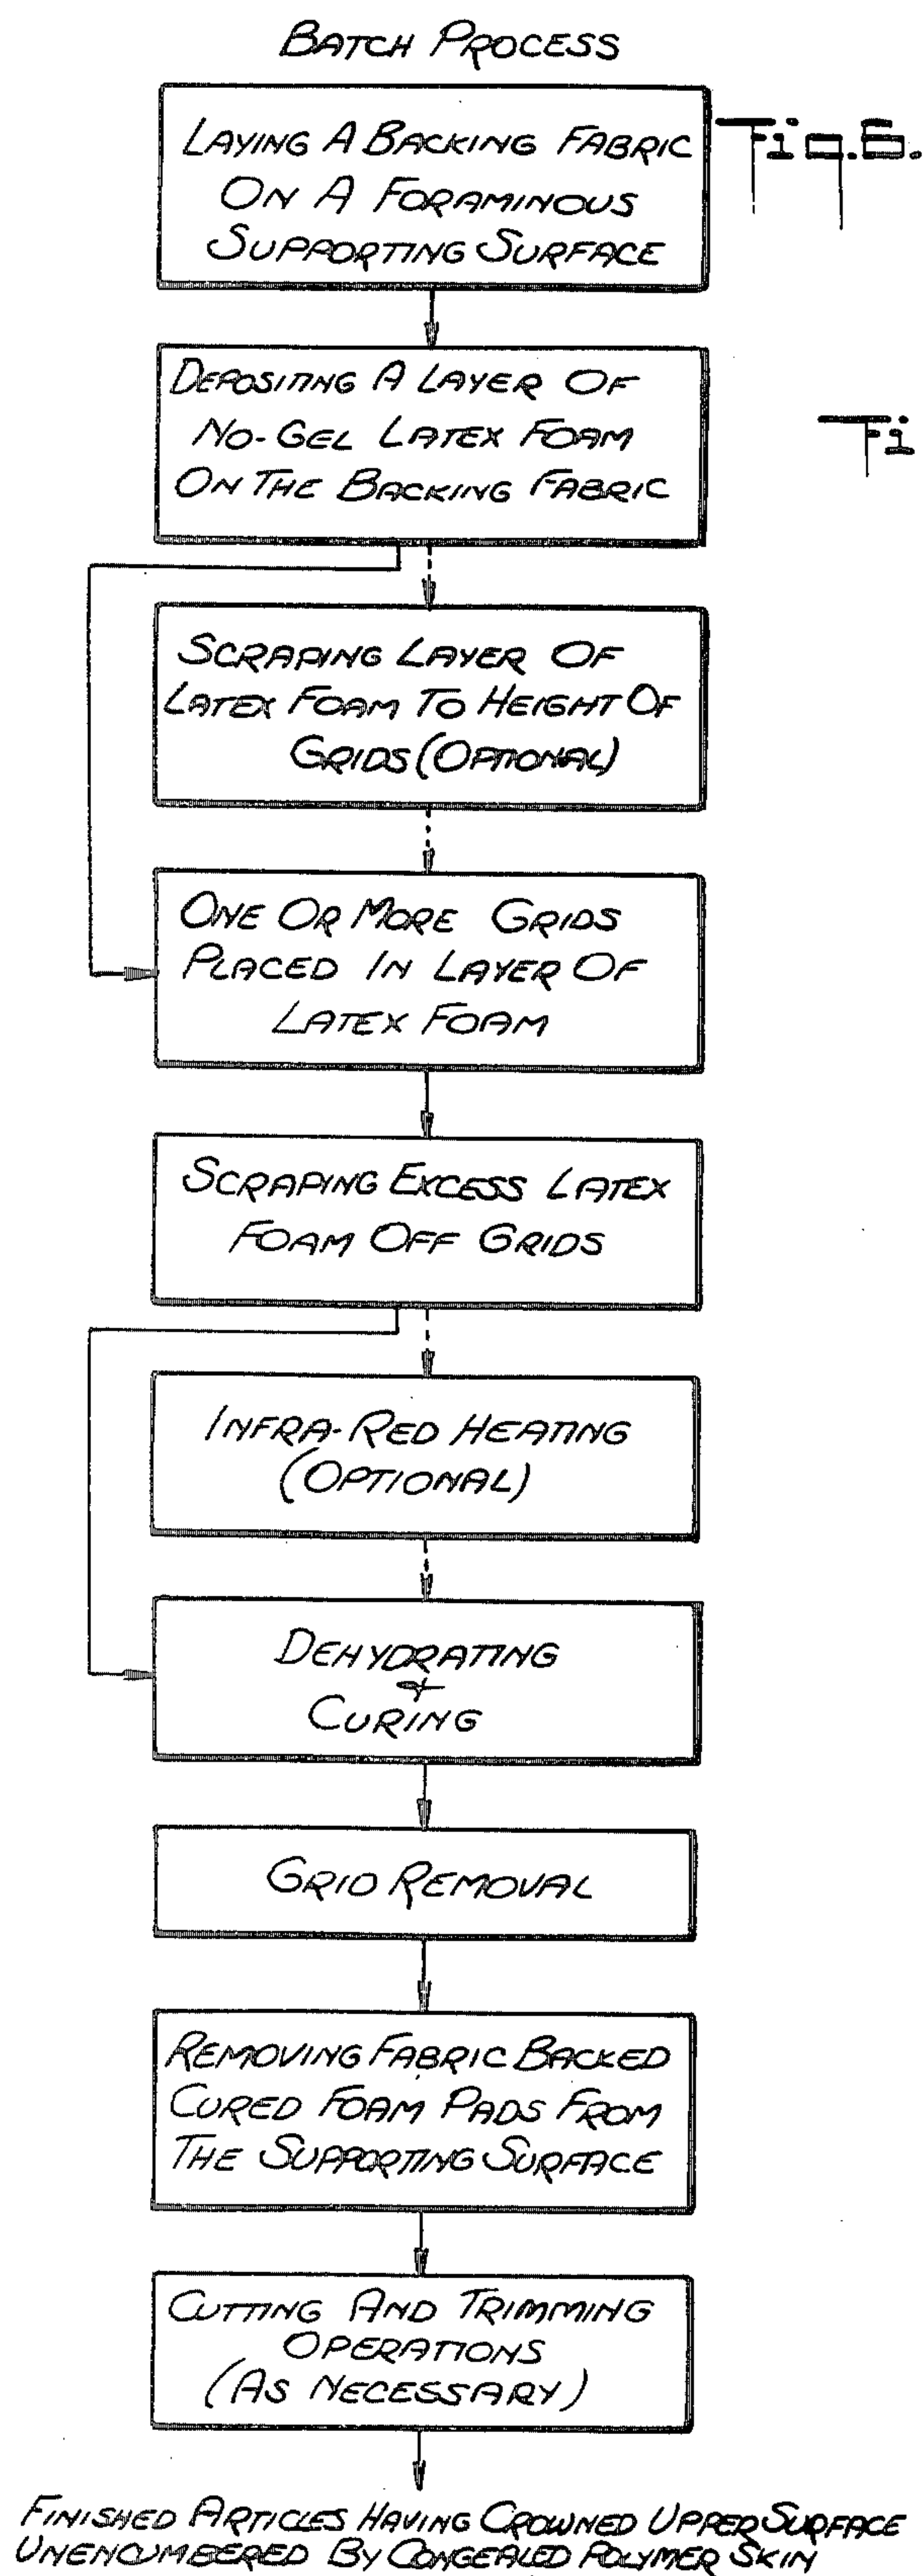 BATCH PROCESS
LAYING A BACKING FABRIC
ON A FORAMINOUS
SUPPORTING SURFACE
Fig.6.
DEPOSITING A LAYER OF
NO-GEL LATEX FOAM
ON THE BACKING FABRIC
Fi
SCRAPING LAYER OF
LATEX FOAM TO HEIGHT OF
GRIDS (OPTIONAL)
ONE OR MORE GRIDS
PLACED IN LAYER OF
LATEX FOAM
SCRAPING EXCESS LATEX
FOAM OFF GRIDS
INFRA-RED HEATING
(OPTIONAL)
DEHYDRATING
&
CURING
GRID REMOVAL
REMOVING FABRIC BACKED
CURED FOAM PADS FROM
THE SUPPORTING SURFACE
CUTTING AND TRIMMING
OPERATIONS
(AS NECESSARY)
FINISHED ARTICLES HAVING CROWNED UPPER SURFACE
UNENCUMBERED BY CONGEALED POLYMER SKIN